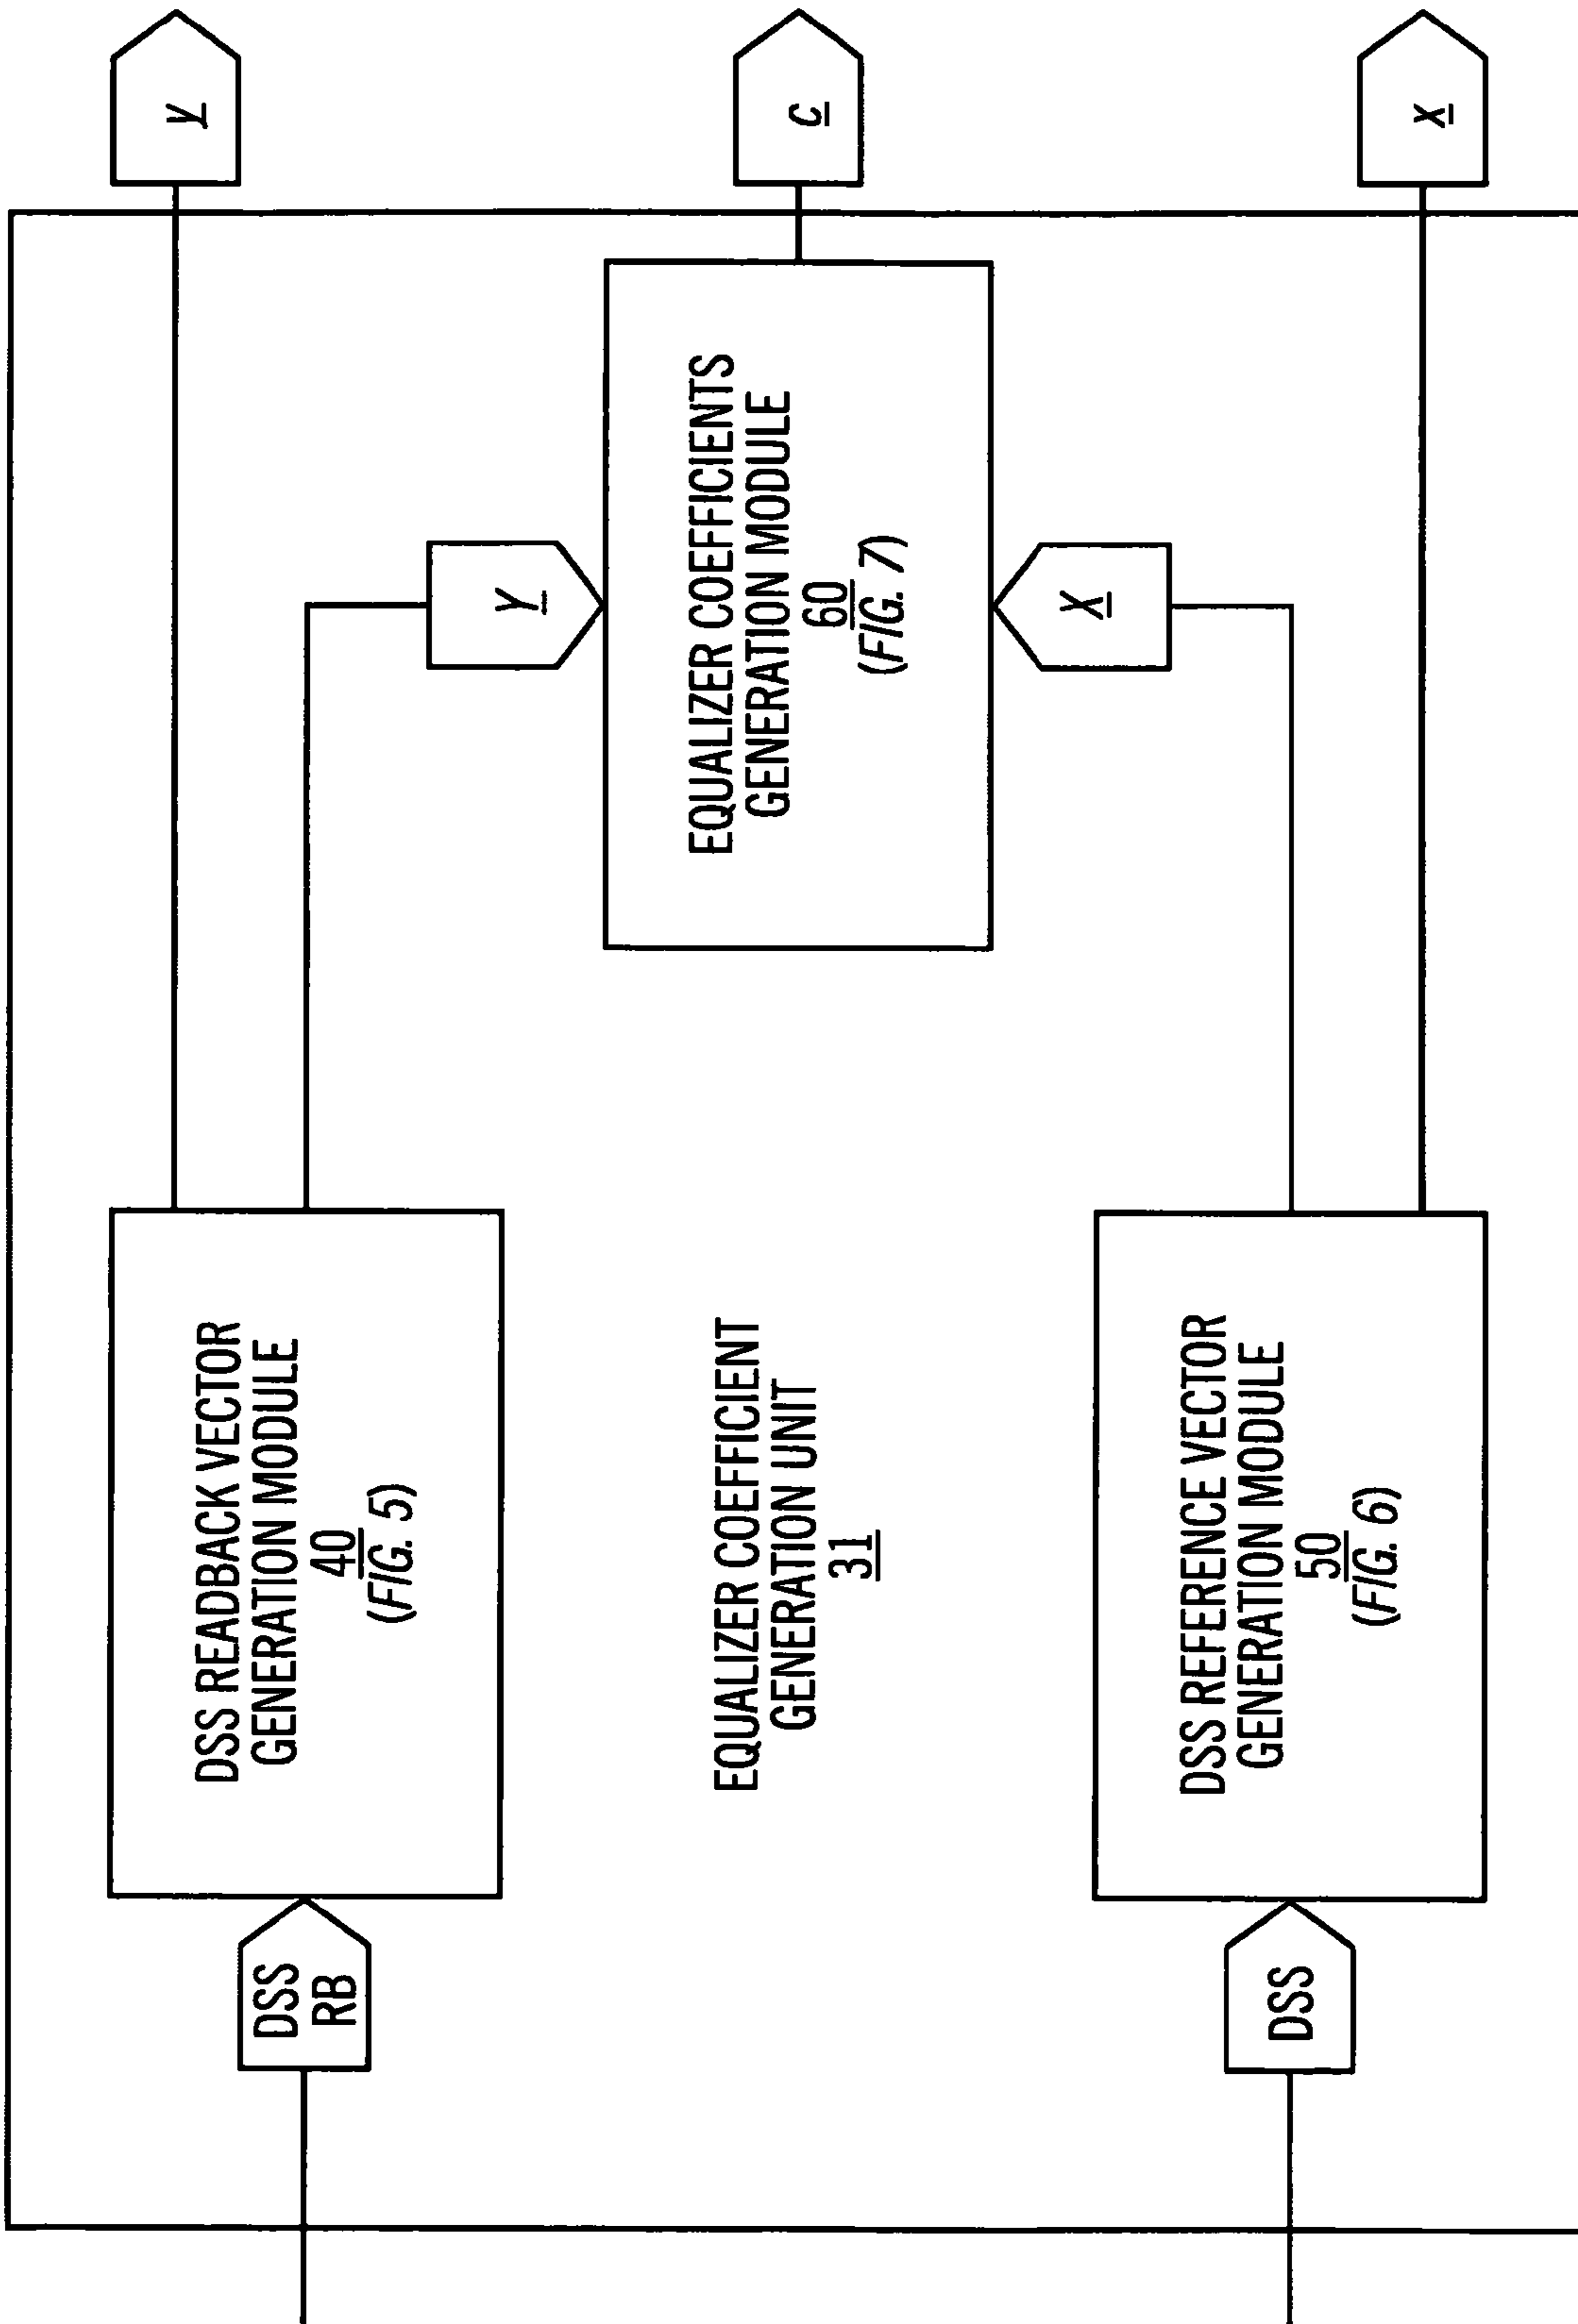 DSS
RB
DSS READBACK VECTOR
GENERATION MODULE
40
(FIG. 5)
y
Y
EQUALIZER COEFFICIENTS
GENERATION MODULE
60
(FIG. 7)
c
EQUALIZER COEFFICIENT
GENERATION UNIT
31
DSS
DSS REFERENCE VECTOR
GENERATION MODULE
50
(FIG. 6)
X
x